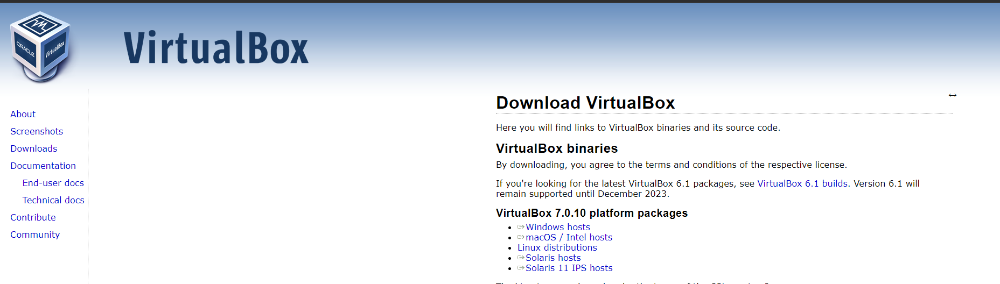 ORACLE
VirtualBox
VirtualBox
About
Screenshots
Downloads
Documentation
End-user docs
Technical docs
Contribute
Community
Download VirtualBox
Here you will find links to VirtualBox binaries and its source code.
VirtualBox binaries
By downloading, you agree to the terms and conditions of the respective license.
If you're looking for the latest VirtualBox 6.1 packages, see VirtualBox 6.1 builds. Version 6.1 will
remain supported until December 2023.
VirtualBox 7.0.10 platform packages
Windows hosts
macOS / Intel hosts
Linux distributions
Solaris hosts
Solaris 11 IPS hosts